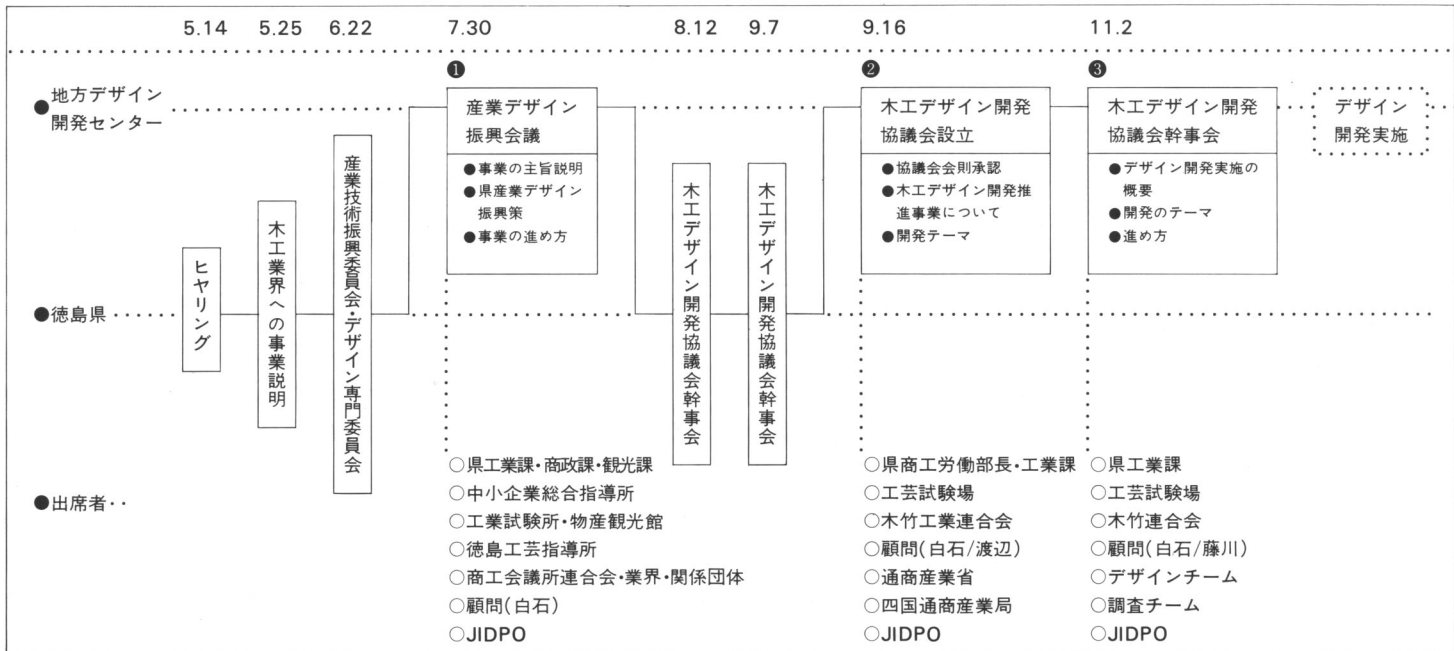 5.14 5.25 6.22 7.30 8.12 9.7 9.16 11.2
●地方デザイン
開発センター
❶
産業デザイン
振興会議
●事業の主旨説明
●県産業デザイン
振興策
●事業の進め方
❷
木工デザイン開発
協議会設立
●協議会会則承認
●木工デザイン開発推
進事業について
●開発テーマ
❸
木工デザイン開発
協議会幹事会
●デザイン開発実施の
概要
●開発のテーマ
●進め方
デザイン
開発実施
●徳島県
ヒヤリング
木工業界への事業説明
産業技術振興委員会・デザイン専門委員会
木工デザイン開発協議会幹事会
木工デザイン開発協議会幹事会
●出席者
○県工業課・商政課・観光課
○中小企業総合指導所
○工業試験所・物産観光館
○徳島工芸指導所
○商工会議所連合会・業界・関係団体
○顧問(白石)
○JIDPO
○県商工労働部長・工業課
○工芸試験場
○木竹工業連合会
○顧問(白石/渡辺)
○通商産業省
○四国通商産業局
○JIDPO
○県工業課
○工芸試験場
○木竹連合会
○顧問(白石/藤川)
○デザインチーム
○調査チーム
○JIDPO